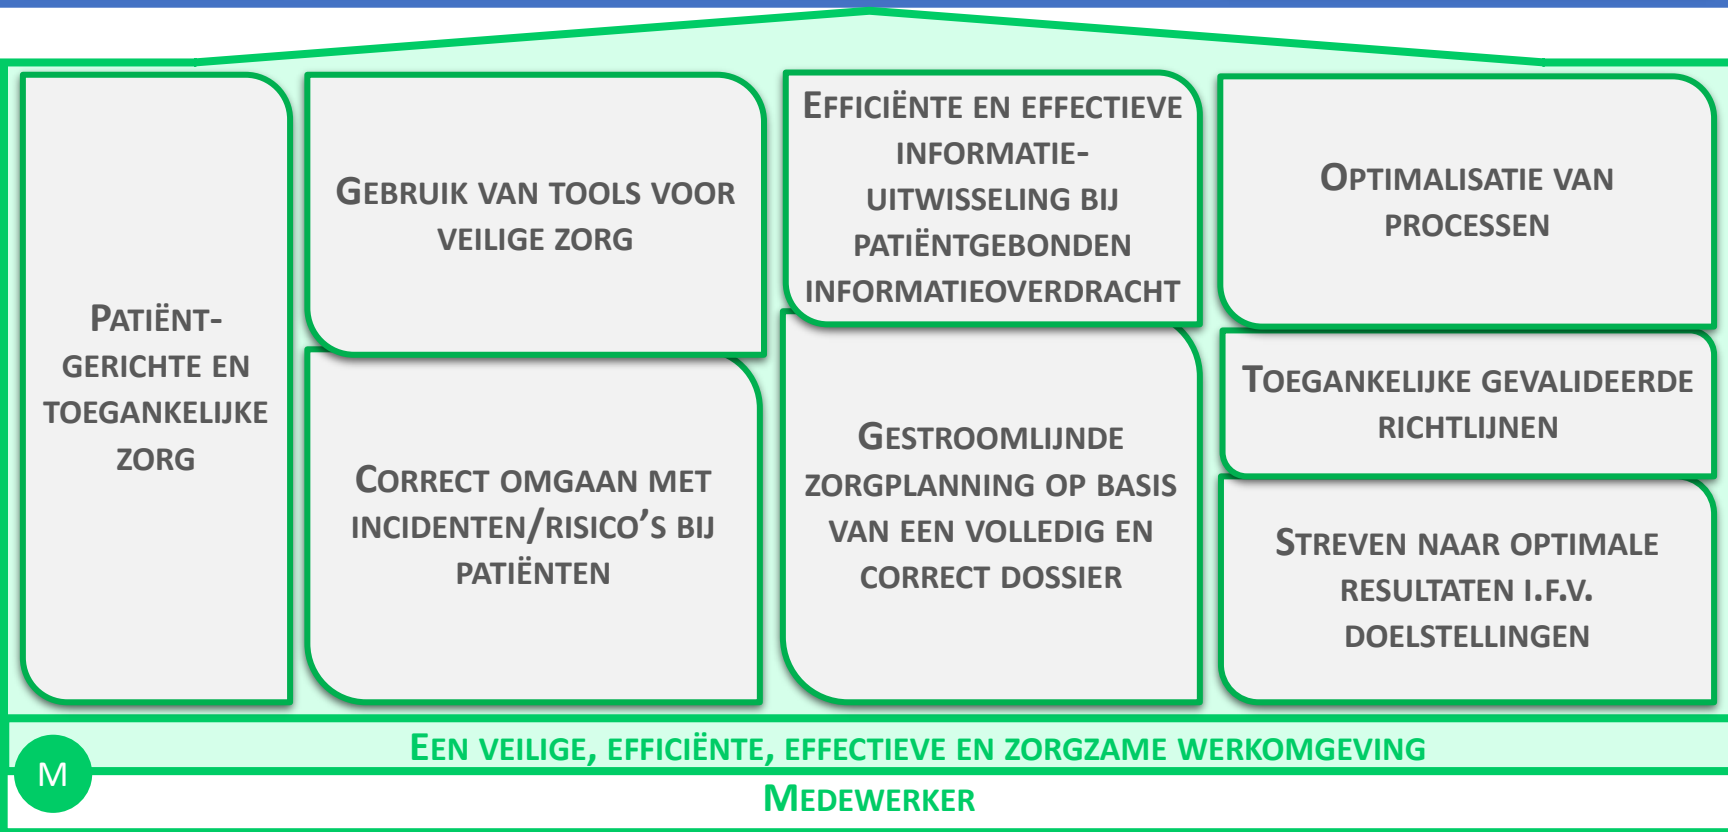 PATIËNT-
GERICHTE EN
TOEGANKELIJKE
ZORG
GEBRUIK VAN TOOLS VOOR
VEILIGE ZORG
CORRECT OMGAAN MET
INCIDENTEN/RISICO’S BIJ
PATIËNTEN
EFFICIËNTE EN EFFECTIEVE
INFORMATIE-
UITWISSELING BIJ
PATIËNTGEBONDEN
INFORMATIEOVERDRACHT
GESTROOMLIJNDE
ZORGPLANNING OP BASIS
VAN EEN VOLLEDIG EN
CORRECT DOSSIER
OPTIMALISATIE VAN
PROCESSEN
TOEGANKELIJKE GEVALIDEERDE
RICHTLIJNEN
STREVEN NAAR OPTIMALE
RESULTATEN I.F.V.
DOELSTELLINGEN
EEN VEILIGE, EFFICIËNTE, EFFECTIEVE EN ZORGZAME WERKOMGEVING
M
MEDEWERKER